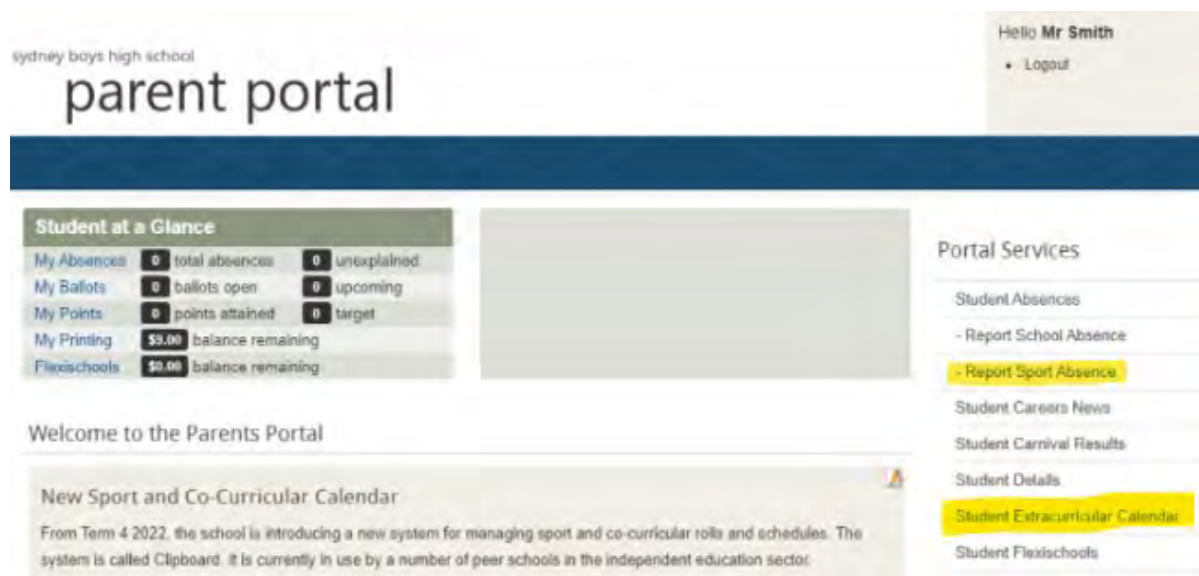 sydney boys high school
parent portal
Hello Mr Smith
• Logout
Student at a Glance
My Absences 0 total absences 0 unexplained
My Ballots 0 ballots open 0 upcoming
My Points 0 points attained 0 target
My Printing $9.00 balance remaining
Flexischools $0.00 balance remaining
Welcome to the Parents Portal
New Sport and Co-Curricular Calendar
From Term 4 2022, the school is introducing a new system for managing sport and co-curricular rolls and schedules. The
system is called Clipboard. It is currently in use by a number of peer schools in the independent education sector.
Portal Services
Student Absences
- Report School Absence
- Report Sport Absence
Student Careers News
Student Carnival Results
Student Details
Student Extracurricular Calendar
Student Flexischools